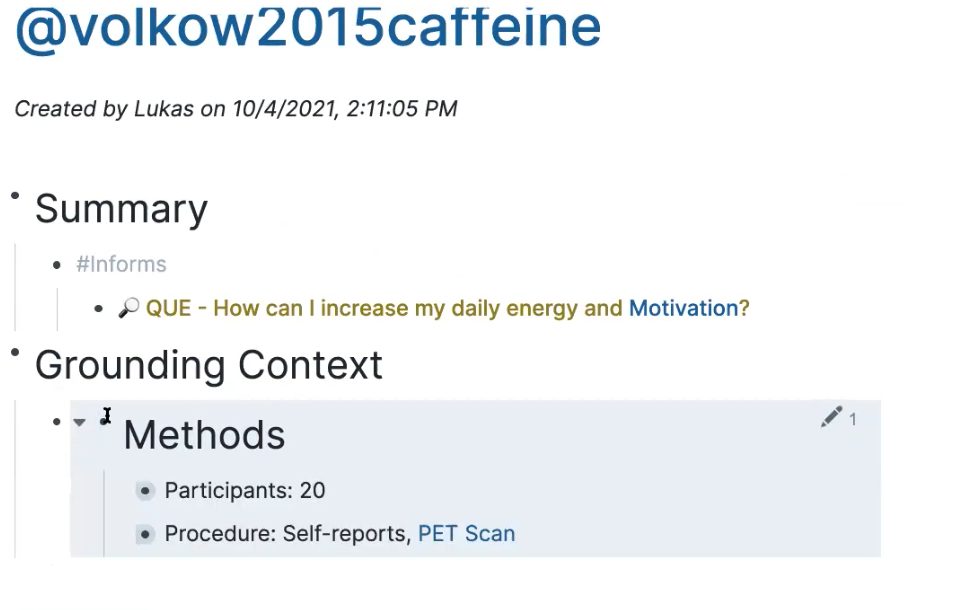 @volkow2015caffeine
Created by Lukas on 10/4/2021, 2:11:05 PM
Summary
#Informs
QUE - How can I increase my daily energy and Motivation?
Grounding Context
Methods
1
Participants: 20
Procedure: Self-reports, PET Scan